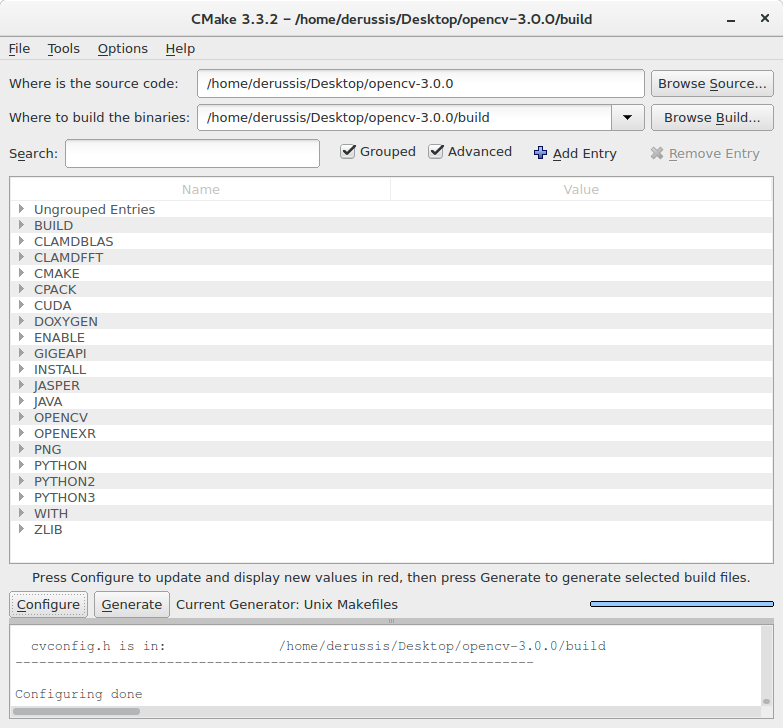 CMake 3.3.2 – /home/derussis/Desktop/opencv-3.0.0/build
File Tools Options Help
Where is the source code: /home/derussis/Desktop/opencv-3.0.0 Browse Source...
Where to build the binaries: /home/derussis/Desktop/opencv-3.0.0/build Browse Build...
Search: Grouped Advanced Add Entry Remove Entry
Name Value
Ungrouped Entries
BUILD
CLAMDBLAS
CLAMDFFT
CMAKE
CPACK
CUDA
DOXYGEN
ENABLE
GIGEAPI
INSTALL
JASPER
JAVA
OPENCV
OPENEXR
PNG
PYTHON
PYTHON2
PYTHON3
WITH
ZLIB
Press Configure to update and display new values in red, then press Generate to generate selected build files.
Configure Generate Current Generator: Unix Makefiles
cvconfig.h is in: /home/derussis/Desktop/opencv-3.0.0/build
-----------------------------------------------------------------
Configuring done